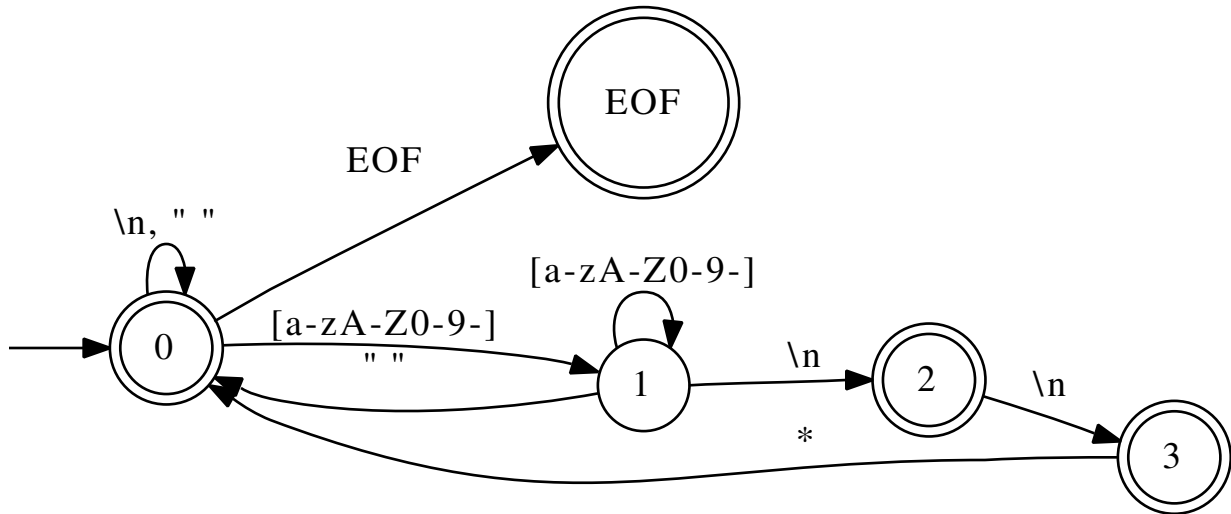 EOF
EOF
\n, " "
[a-zA-Z0-9-]
[a-zA-Z0-9-]
" "
0
1
\n
2
\n
*
3